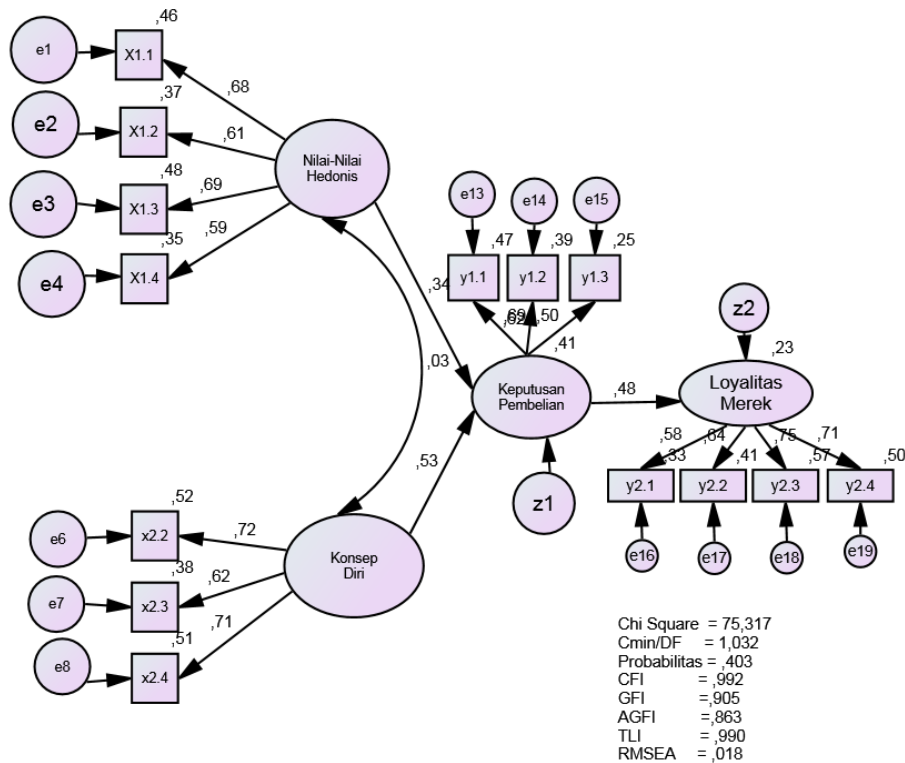 ,46
e1
X1.1
,68
,37
e2
X1.2
,61
,48
e3
X1.3
,69
,35
e4
X1.4
,59
Nilai-Nilai
Hedonis
,34
,03
,53
,52
e6
x2.2
,72
,38
e7
x2.3
,62
,51
e8
x2.4
,71
Konsep
Diri
e13
e14
e15
,47
,39
,25
y1.1
y1.2
y1.3
,50
,41
Keputusan
Pembelian
z1
,48
z2
,23
Loyalitas
Merek
,58
,64
,75
,71
,33
,41
,57
,50
y2.1
y2.2
y2.3
y2.4
e16
e17
e18
e19
Chi Square = 75,317
Cmin/DF = 1,032
Probabilitas = ,403
CFI = ,992
GFI = ,905
AGFI =,863
TLI = ,990
RMSEA = ,018